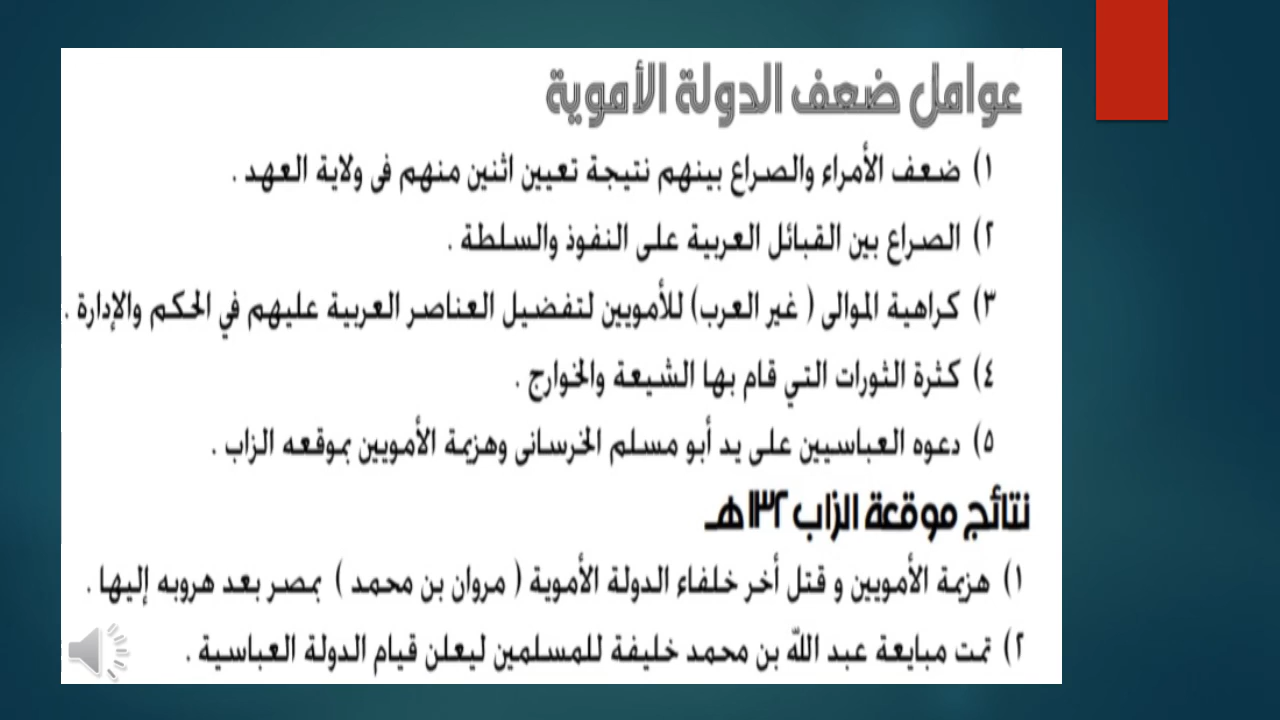 عوامل ضعف الدولة الأموية
١) ضعف الأمراء والصراع بينهم نتيجة تعيين اثنين منهم فى ولاية العهد .
٢) الصراع بين القبائل العربية على النفوذ والسلطة .
٣) كراهية الموالى ( غير العرب) للأمويين لتفضيل العناصر العربية عليهم في الحكم والإدارة .
٤) كثرة الثورات التي قام بها الشيعة والخوارج .
٥) دعوه العباسيين على يد أبو مسلم الخرسانى وهزيمة الأمويين بموقعه الزاب .
نتائج موقعة الزاب ١٣٢هـ
١) هزيمة الأمويين و قتل أخر خلفاء الدولة الأموية ( مروان بن محمد ) بمصر بعد هروبه إليها .
٢) تمت مبايعة عبد الله بن محمد خليفة للمسلمين ليعلن قيام الدولة العباسية .